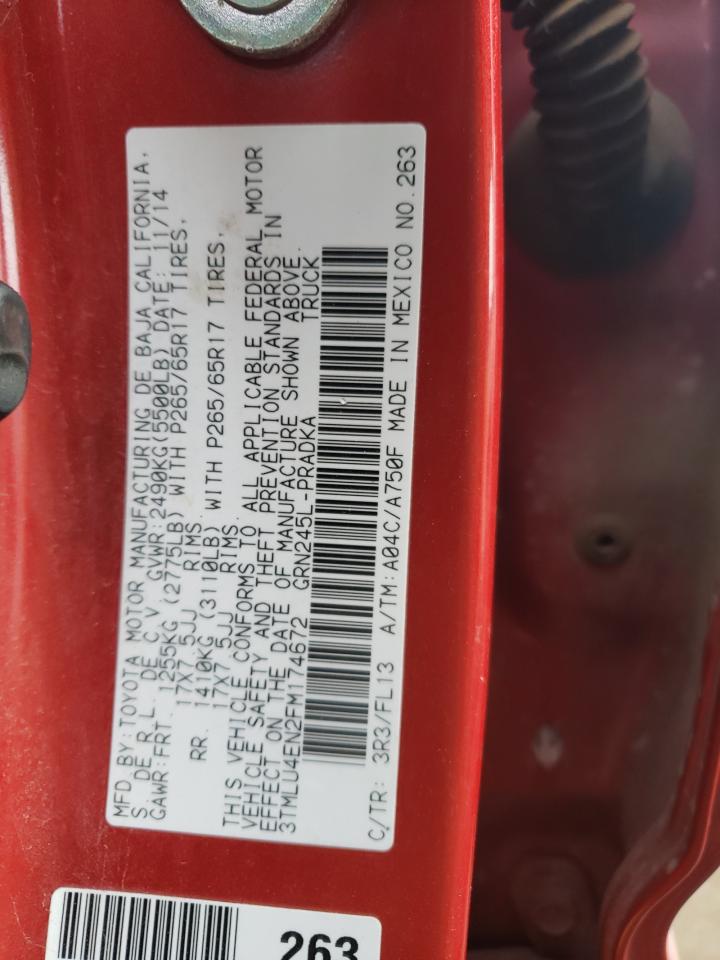 MFD BY:TOYOTA MOTOR MANUFACTURING DE BAJA CALIFORNIA,
S. DE R.L. DE C.V GVWR:2490KG(5500LB) DATE: 11/14
GAWR:FRT. 1255KG (2775LB) WITH P265/65R17 TIRES,
17X7.5JJ RIMS.
RR. 1410KG (3110LB) WITH P265/65R17 TIRES,
17X7.5JJ RIMS.
THIS VEHICLE CONFORMS TO ALL APPLICABLE FEDERAL MOTOR
VEHICLE SAFETY AND THEFT PREVENTION STANDARDS IN
EFFECT ON THE DATE OF MANUFACTURE SHOWN ABOVE.
3TMLU4EN2FM174672 GRN245L-PRADKA TRUCK
C/TR: 3R3/FL13 A/TM:A04C/A750F MADE IN MEXICO NO.263
263